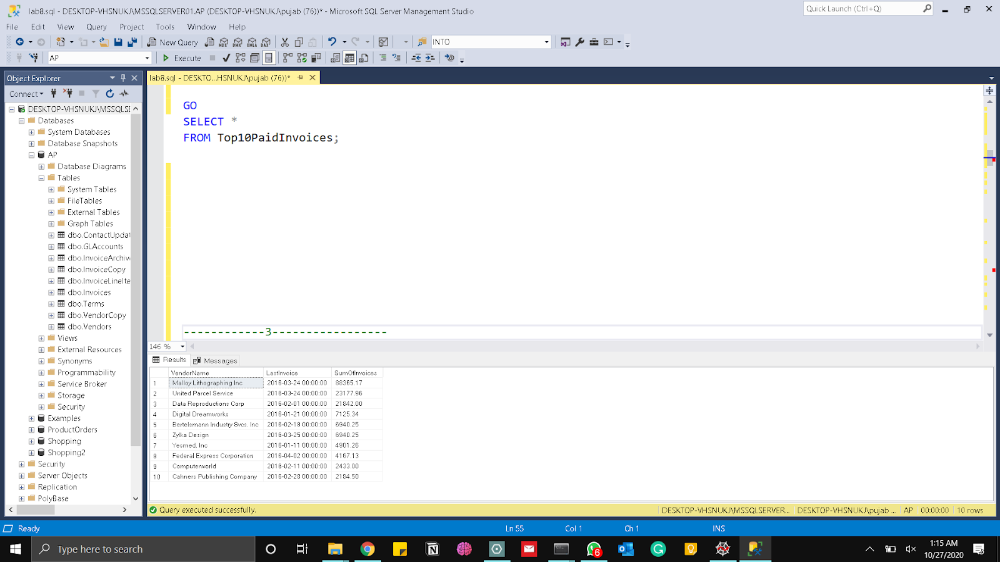 lab8.sql - DESKTOP-VHSNUKJ\MSSQLSERVER01.AP (DESKTOP-VHSNUKJ\pujab (76))* - Microsoft SQL Server Management Studio
Quick Launch (Ctrl+Q)
File Edit View Query Project Tools Window Help
New Query MDX DMX XMLA DAX INTO
AP Execute
Object Explorer
lab8.sql - DESKTO...HSNUKJ\pujab (76))*
Connect
DESKTOP-VHSNUKJ\MSSQLSE
Databases
System Databases
Database Snapshots
AP
Database Diagrams
Tables
System Tables
FileTables
External Tables
Graph Tables
dbo.ContactUpdat
dbo.GLAccounts
dbo.InvoiceArchiv
dbo.InvoiceCopy
dbo.InvoiceLineIte
dbo.Invoices
dbo.Terms
dbo.VendorCopy
dbo.Vendors
Views
External Resources
Synonyms
Programmability
Service Broker
Storage
Security
Examples
ProductOrders
Shopping
Shopping2
Security
Server Objects
Replication
PolyBase
GO
SELECT *
FROM Top10PaidInvoices;
------------3-----------------
146 %
Results Messages
VendorName LastInvoice SumOfInvoices
1 Malloy Lithographing Inc 2016-03-24 00:00:00 88365.17
2 United Parcel Service 2016-03-24 00:00:00 23177.96
3 Data Reproductions Corp 2016-02-01 00:00:00 21842.00
4 Digital Dreamworks 2016-01-21 00:00:00 7125.34
5 Bertelsmann Industry Svcs. Inc 2016-02-18 00:00:00 6940.25
6 Zylka Design 2016-03-25 00:00:00 6940.25
7 Yesmed, Inc 2016-01-11 00:00:00 4901.26
8 Federal Express Corporation 2016-04-02 00:00:00 4167.13
9 Computerworld 2016-02-11 00:00:00 2433.00
10 Cahners Publishing Company 2016-02-28 00:00:00 2184.50
Query executed successfully. DESKTOP-VHSNUKJ\MSSQLSERVER... DESKTOP-VHSNUKJ\pujab ... AP 00:00:00 10 rows
Ready Ln 55 Col 1 Ch 1 INS
Type here to search
6
1:15 AM
10/27/2020